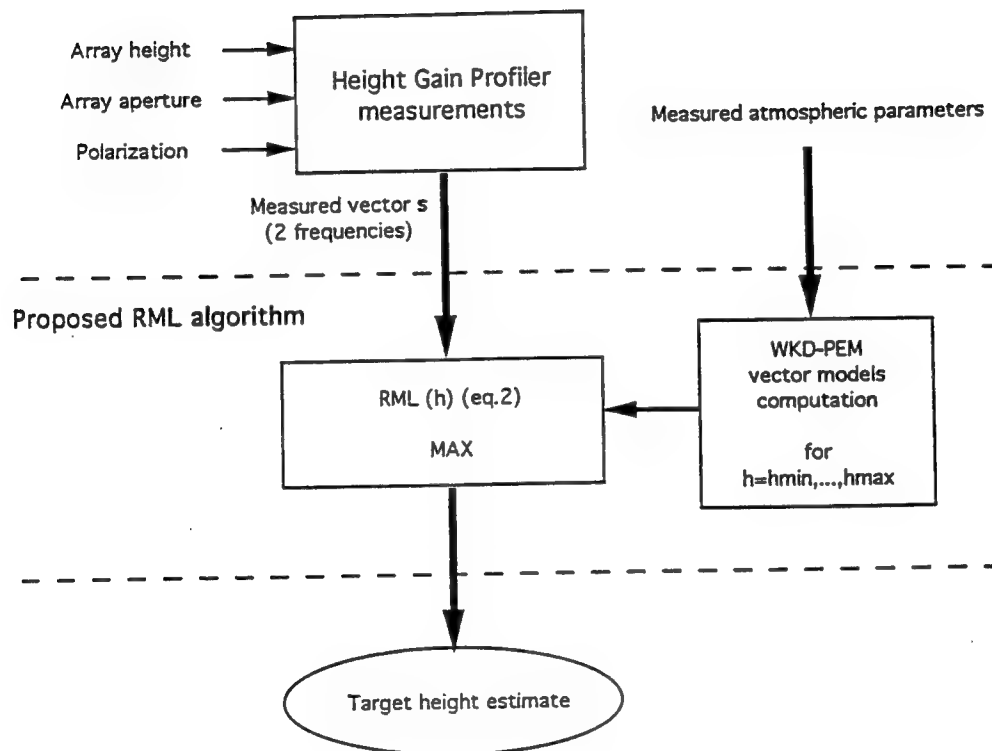 Array height
Array aperture
Polarization
Height Gain Profiler
measurements
Measured atmospheric parameters
Measured vector s
(2 frequencies)
Proposed RML algorithm
RML (h) (eq.2)
MAX
WKD-PEM
vector models
computation
for
h=hmin,...,hmax
Target height estimate